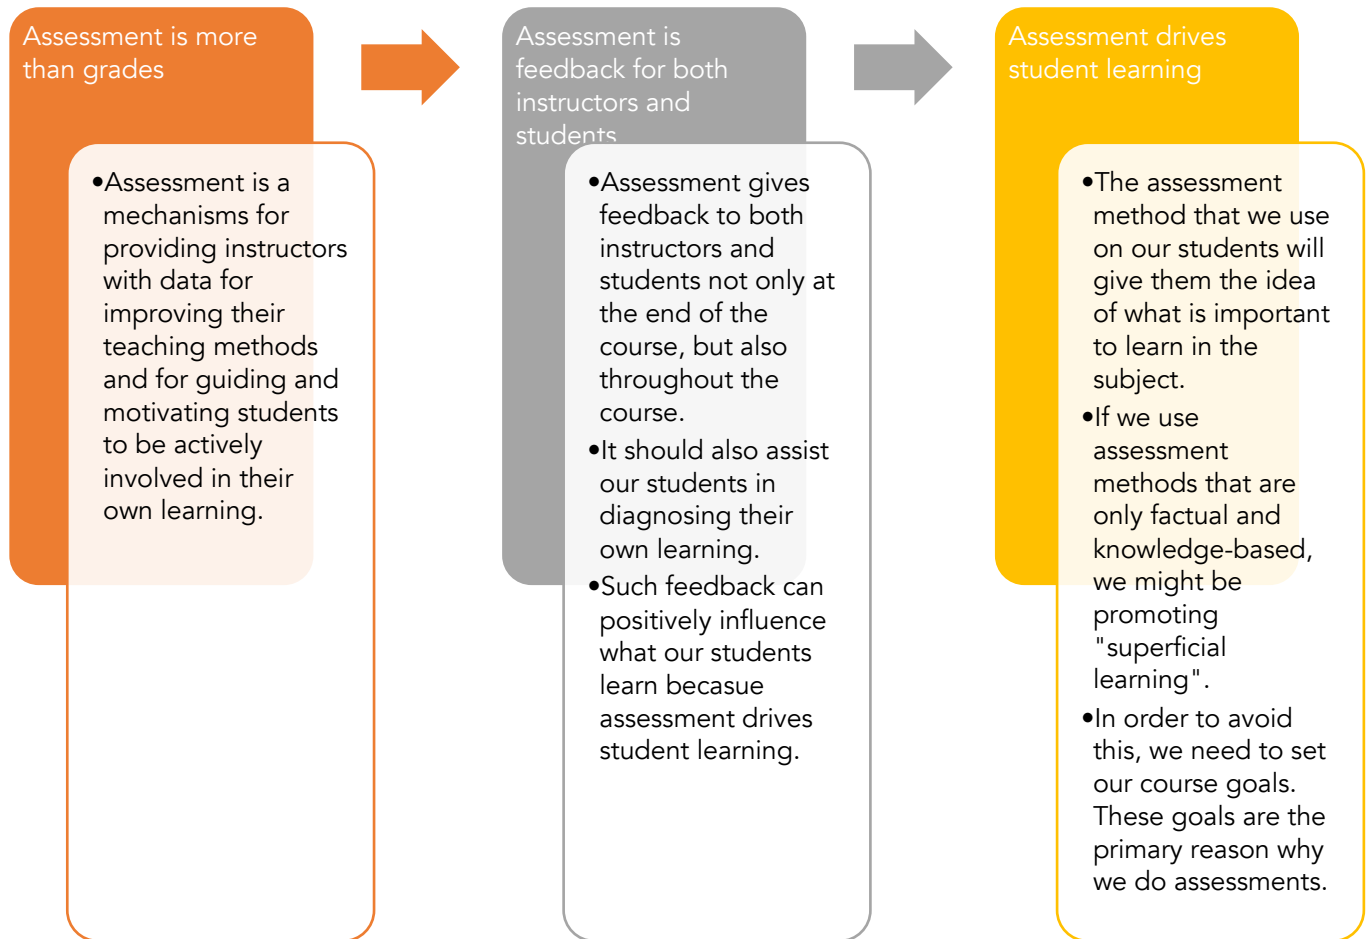 Assessment is more
than grades
•Assessment is a
mechanisms for
providing instructors
with data for
improving their
teaching methods
and for guiding and
motivating students
to be actively
involved in their
own learning.
Assessment is
feedback for both
instructors and
students
•Assessment gives
feedback to both
instructors and
students not only at
the end of the
course, but also
throughout the
course.
•It should also assist
our students in
diagnosing their
own learning.
•Such feedback can
positively influence
what our students
learn becasue
assessment drives
student learning.
Assessment drives
student learning
•The assessment
method that we use
on our students will
give them the idea
of what is important
to learn in the
subject.
•If we use
assessment
methods that are
only factual and
knowledge-based,
we might be
promoting
"superficial
learning".
•In order to avoid
this, we need to set
our course goals.
These goals are the
primary reason why
we do assessments.